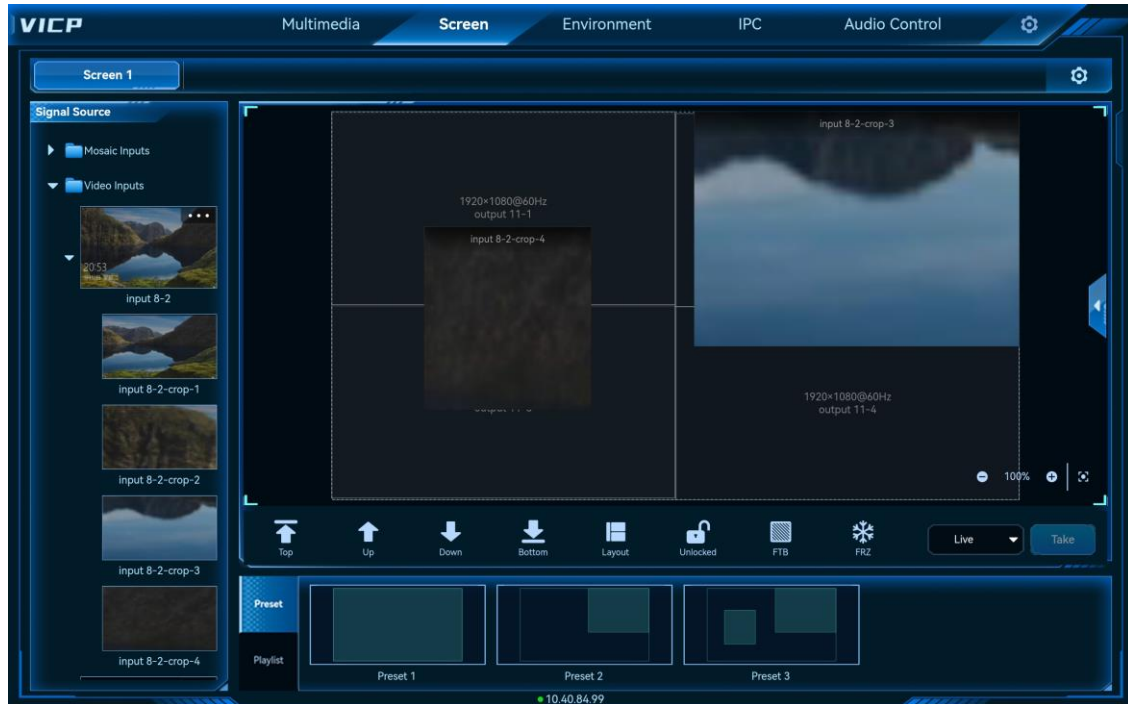 VICP
Multimedia
Screen
Environment
IPC
Audio Control
Screen 1
Signal Source
Mosaic Inputs
Video Inputs
20:53
input 8-2
input 8-2-crop-1
input 8-2-crop-2
input 8-2-crop-3
input 8-2-crop-4
1920×1080@60Hz
output 11-1
input 8-2-crop-4
input 8-2-crop-3
1920×1080@60Hz
output 11-4
100%
Top
Up
Down
Bottom
Layout
Unlocked
FTB
FRZ
Live
Take
Preset
Playlist
Preset 1
Preset 2
Preset 3
10.40.84.99